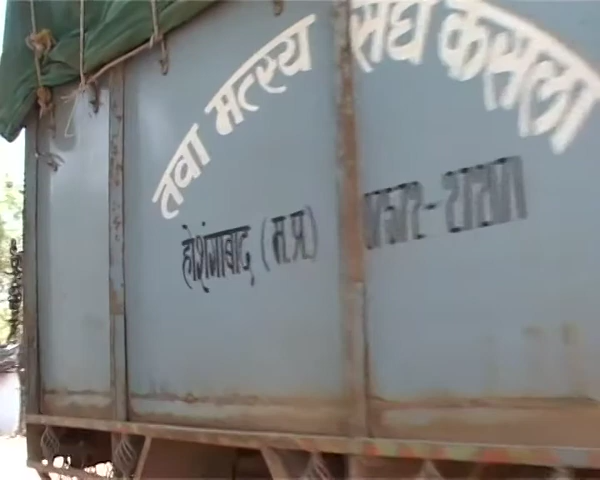 तवा मत्स्य संघ केसला
होशंगाबाद (म.प्र.)